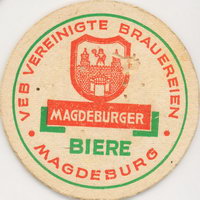 VEB VEREINIGTE BRAUEREIEN
MAGDEBURGER
BIERE
• MAGDEBURG •